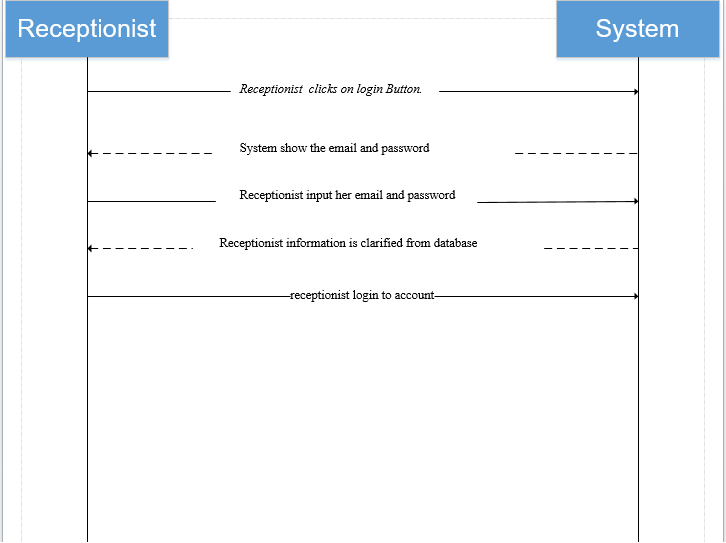 Receptionist
System
Receptionist clicks on login Button.
System show the email and password
Receptionist input her email and password
Receptionist information is clarified from database
receptionist login to account